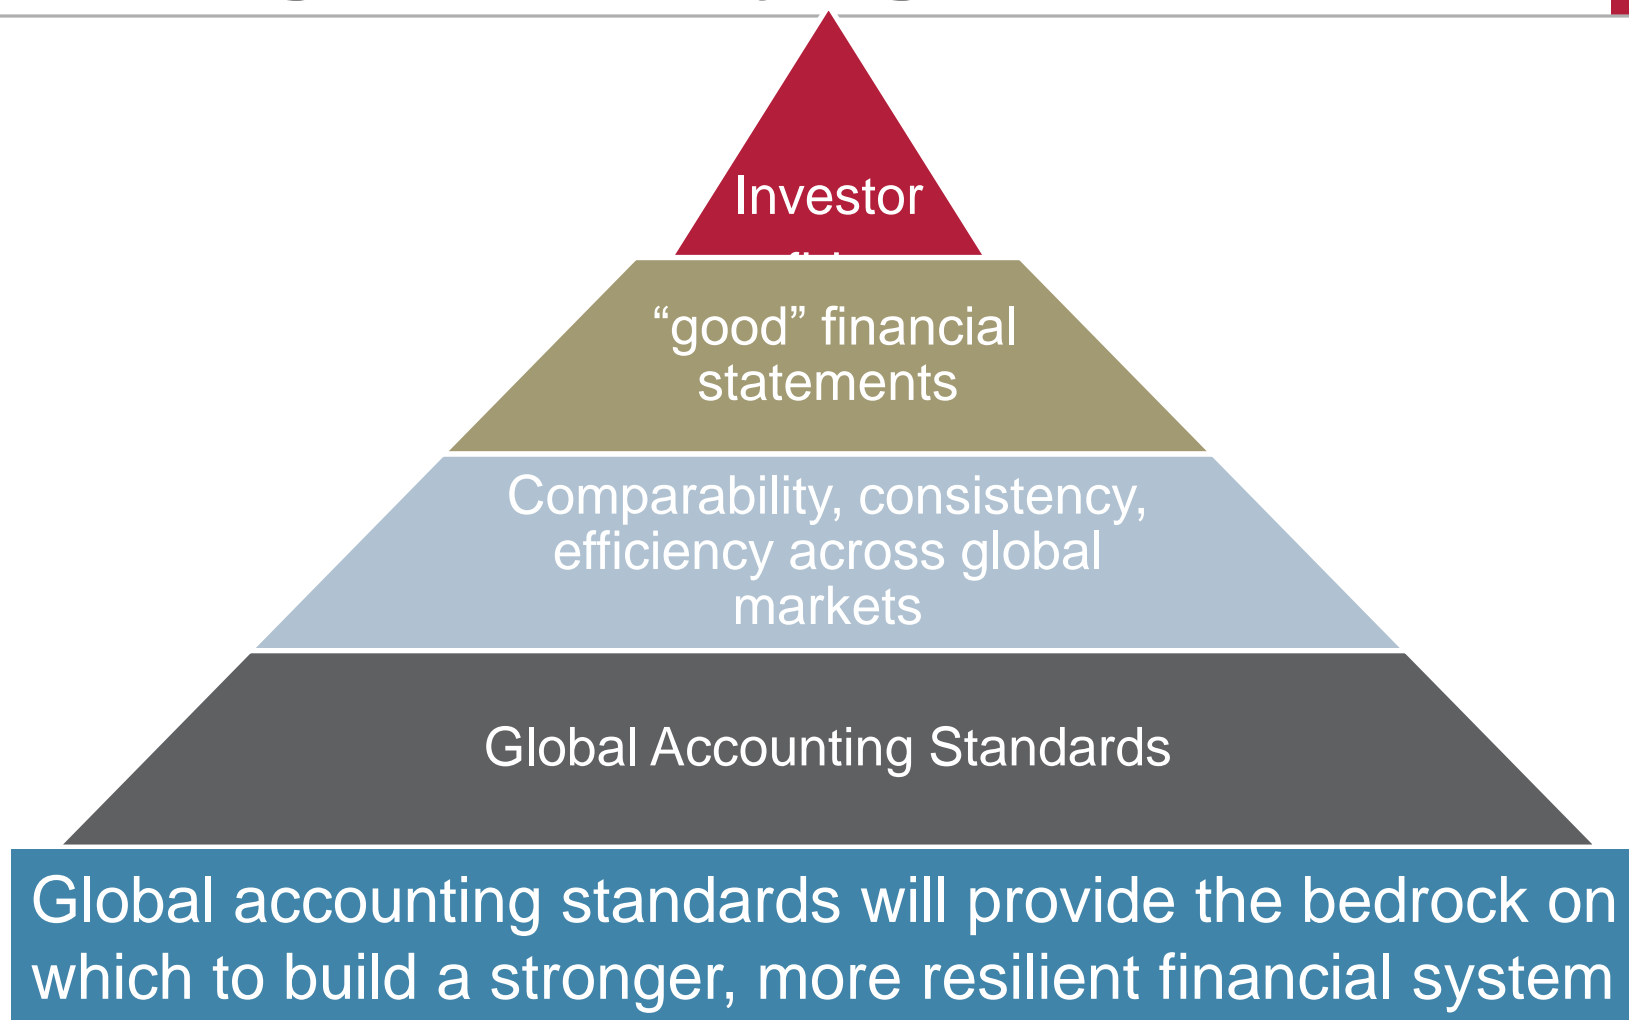 Investor
“good” financial
statements
Comparability, consistency,
efficiency across global
markets
Global Accounting Standards
Global accounting standards will provide the bedrock on
which to build a stronger, more resilient financial system